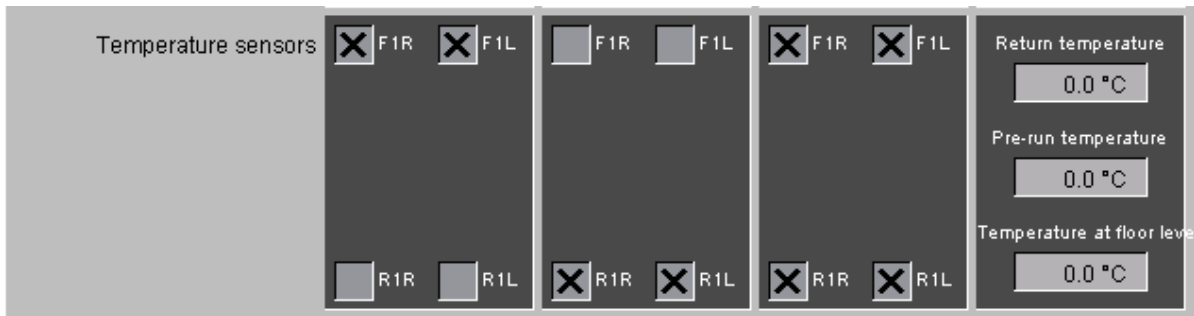 Temperature sensors F1R F1L F1R F1L F1R F1L Return temperature
0.0 °C
Pre-run temperature
0.0 °C
Temperature at floor leve
R1R R1L R1R R1L R1R R1L 0.0 °C